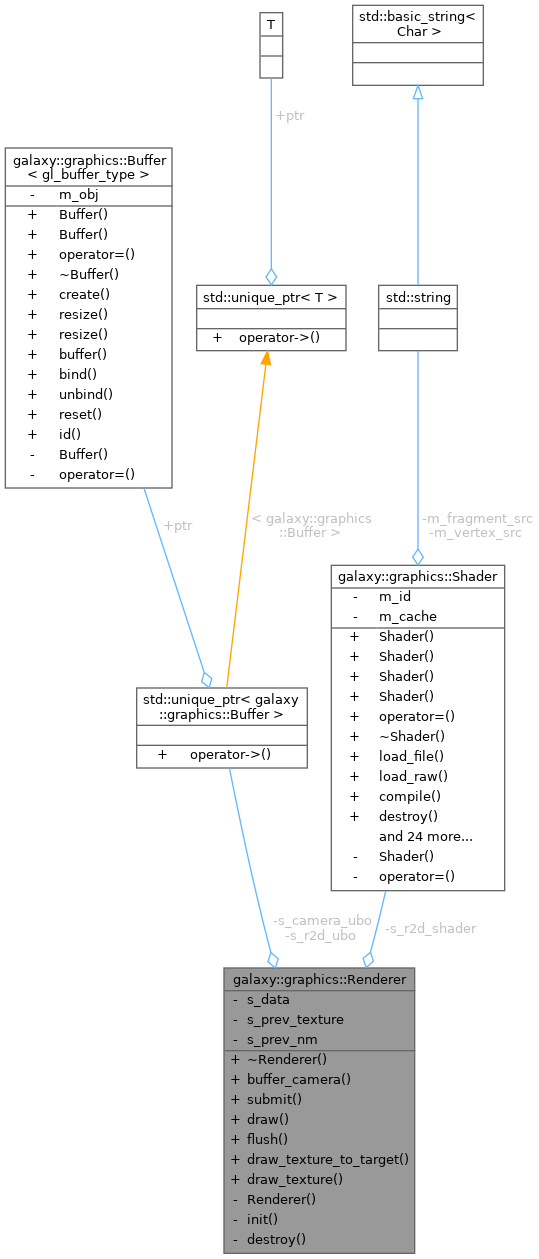 T
std::basic_string<
Char >
+ptr
galaxy::graphics::Buffer
< gl_buffer_type >
- m_obj
+ Buffer()
+ Buffer()
+ operator=()
+ ~Buffer()
+ create()
+ resize()
+ resize()
+ buffer()
+ bind()
+ unbind()
+ reset()
+ id()
- Buffer()
- operator=()
std::unique_ptr< T >
+ operator->()
std::string
+ptr
< galaxy::graphics
::Buffer >
-m_fragment_src
-m_vertex_src
galaxy::graphics::Shader
- m_id
- m_cache
+ Shader()
+ Shader()
+ Shader()
+ Shader()
+ operator=()
+ ~Shader()
+ load_file()
+ load_raw()
+ compile()
+ destroy()
and 24 more...
- Shader()
- operator=()
std::unique_ptr< galaxy
::graphics::Buffer >
+ operator->()
-s_camera_ubo
-s_r2d_ubo
-s_r2d_shader
galaxy::graphics::Renderer
- s_data
- s_prev_texture
- s_prev_nm
+ ~Renderer()
+ buffer_camera()
+ submit()
+ draw()
+ flush()
+ draw_texture_to_target()
+ draw_texture()
- Renderer()
- init()
- destroy()